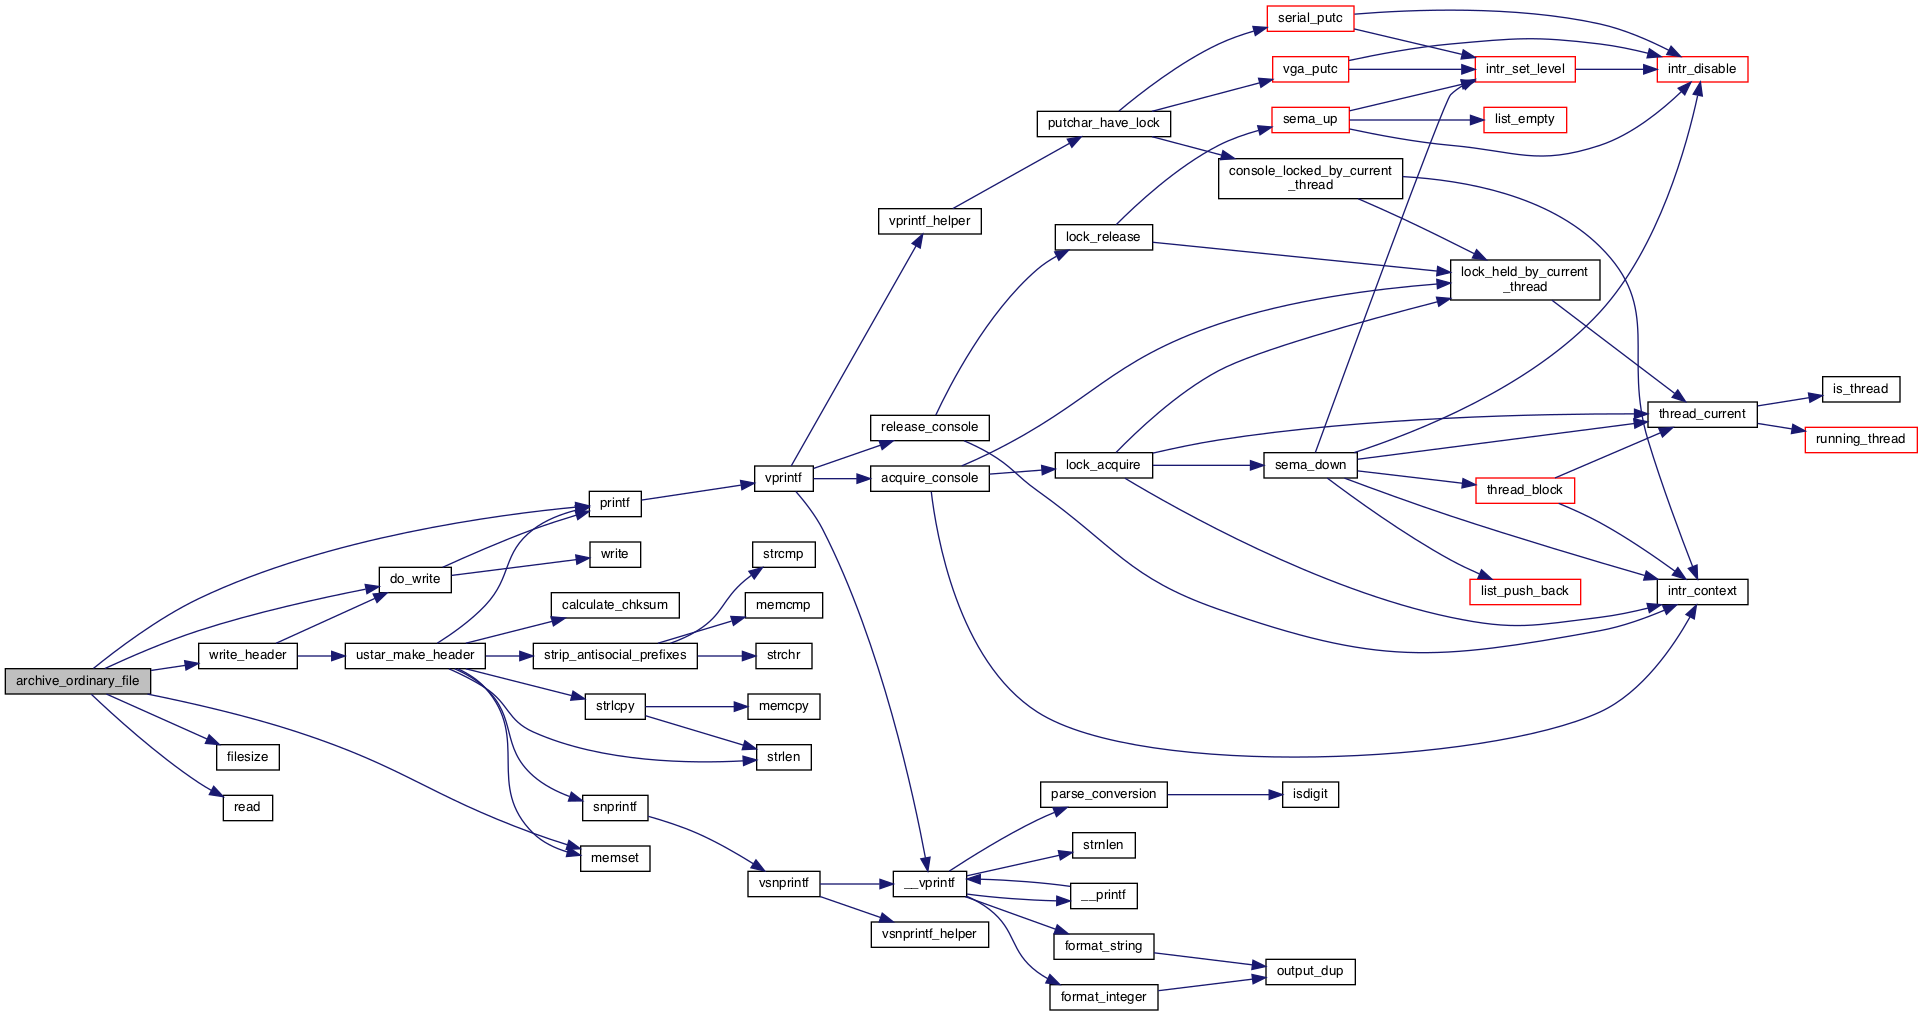 serial_putc
vga_putc
intr_set_level
intr_disable
putchar_have_lock
sema_up
list_empty
console_locked_by_current
_thread
vprintf_helper
lock_release
lock_held_by_current
_thread
is_thread
thread_current
release_console
running_thread
vprintf
acquire_console
lock_acquire
sema_down
thread_block
printf
write
strcmp
do_write
intr_context
list_push_back
calculate_chksum
memcmp
write_header
ustar_make_header
strip_antisocial_prefixes
strchr
archive_ordinary_file
strlcpy
memcpy
filesize
strlen
read
snprintf
parse_conversion
isdigit
memset
strnlen
vsnprintf
__vprintf
__printf
vsnprintf_helper
format_string
output_dup
format_integer